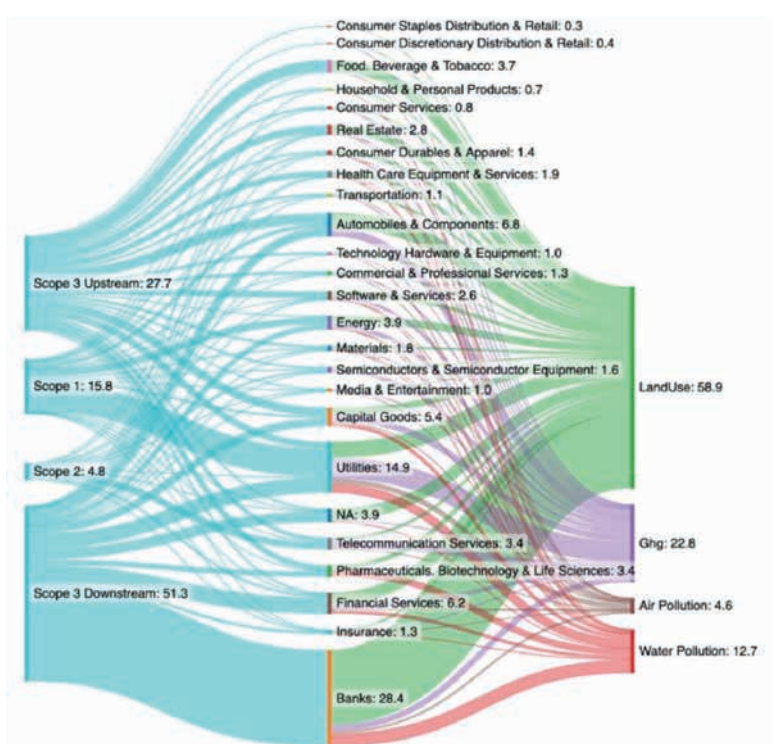 Consumer Staples Distribution & Retail: 0.3
Consumer Discretionary Distribution & Retail: 0.4
Food. Beverage & Tobacco: 3.7
Household & Personal Products: 0.7
Consumer Services: 0.8
Real Estate: 2.8
Consumer Durables & Apparel: 1.4
Health Care Equipment & Services: 1.9
Transportation: 1.1
Automobiles & Components: 6.8
Technology Hardware & Equipment: 1.0
Commercial & Professional Services: 1.3
Software & Services: 2.6
Energy: 3.9
Materials: 1.8
Semiconductors & Semiconductor Equipment: 1.6
Media & Entertainment: 1.0
Capital Goods: 5.4
Utilities: 14.9
NA: 3.9
Telecommunication Services: 3.4
Pharmaceuticals. Biotechnology & Life Sciences: 3.4
Financial Services: 6.2
Insurance: 1.3
Banks: 28.4
Scope 3 Upstream: 27.7
Scope 1: 15.8
Scope 2: 4.8
Scope 3 Downstream: 51.3
LandUse: 58.9
Ghg: 22.8
Air Pollution: 4.6
Water Pollution: 12.7